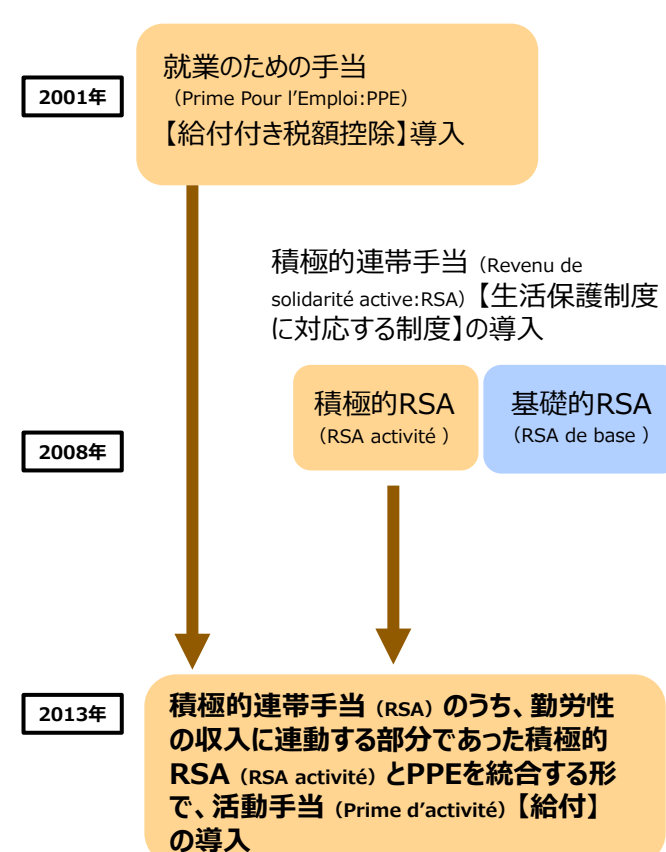 2001年
就業のための手当
（Prime Pour l'Emploi:PPE）
【給付付き税額控除】導入
積極的連帯手当（Revenu de
solidarité active:RSA）【生活保護制度
に対応する制度】の導入
積極的RSA
（RSA activité ）
基礎的RSA
（RSA de base ）
2008年
2013年
積極的連帯手当（RSA）のうち、勤労性
の収入に連動する部分であった積極的
RSA（RSA activité）とPPEを統合する形
で、活動手当（Prime d'activité）【給付】
の導入